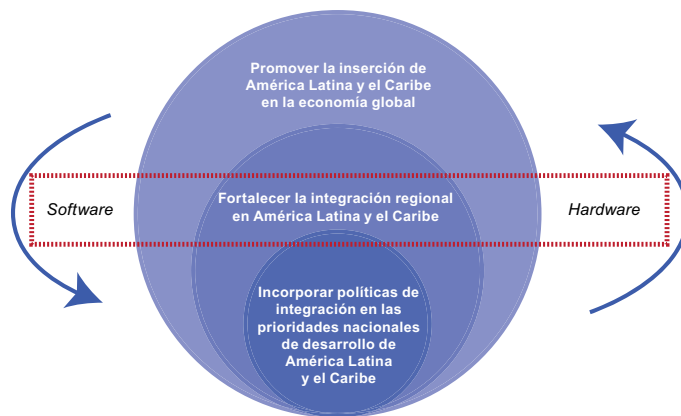 Promover la inserción de
América Latina y el Caribe
en la economía global
Software
Fortalecer la integración regional
en América Latina y el Caribe
Hardware
Incorporar políticas de
integración en las
prioridades nacionales
de desarrollo de
América Latina
y el Caribe